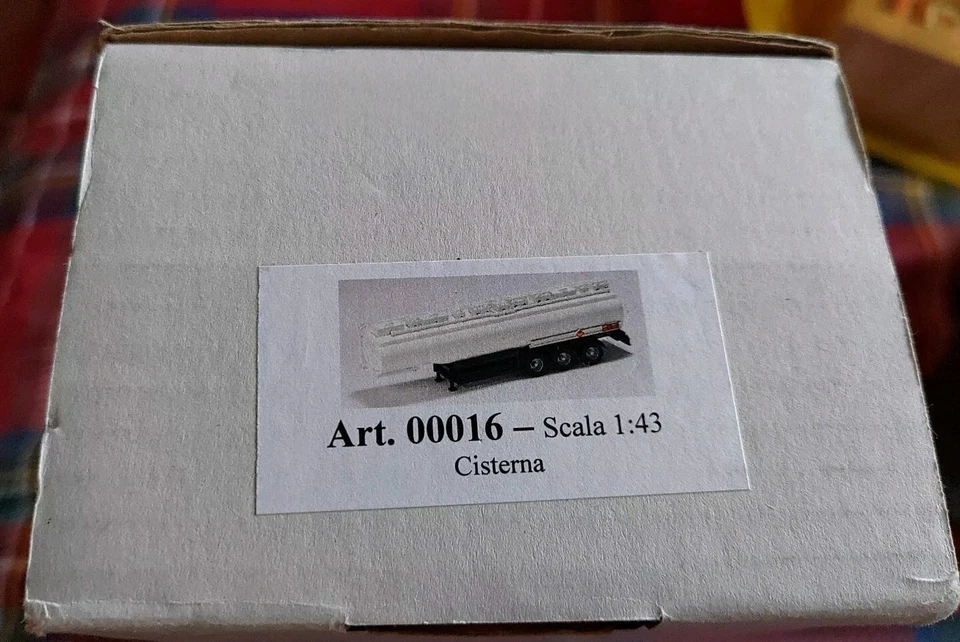 Art. 00016 – Scala 1:43
Cisterna